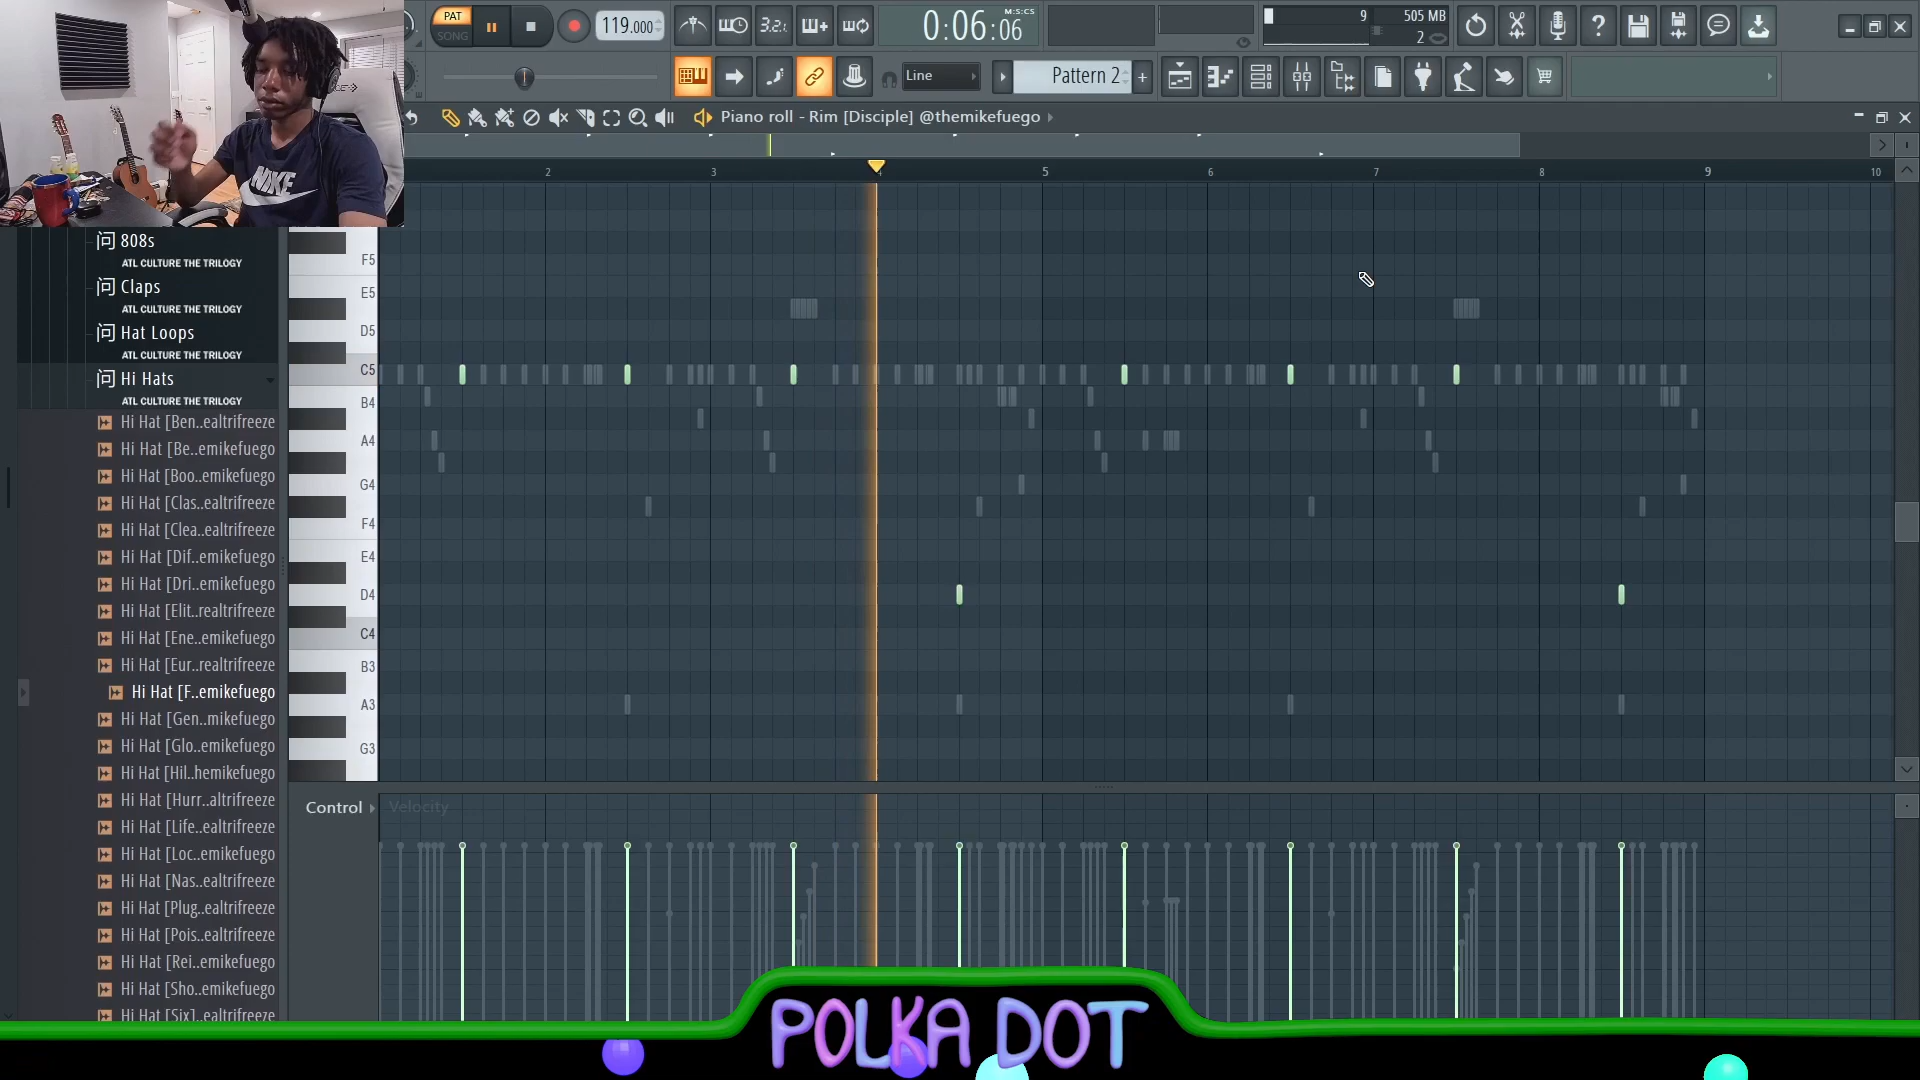 PAT
SONG
119.000
3.2.
0:06:06
M:S:CS
9
505 MB
2
Line
Pattern 2
Piano roll - Rim [Disciple] @themikefuego
NIKE
2
3
5
6
7
8
9
10
808s
ATL CULTURE THE TRILOGY
Claps
ATL CULTURE THE TRILOGY
Hat Loops
ATL CULTURE THE TRILOGY
Hi Hats
ATL CULTURE THE TRILOGY
Hi Hat [Ben..ealtrifreeze
Hi Hat [Be..emikefuego
Hi Hat [Boo..emikefuego
Hi Hat [Clas..ealtrifreeze
Hi Hat [Clea..ealtrifreeze
Hi Hat [Dif..emikefuego
Hi Hat [Dri..emikefuego
Hi Hat [Elit..realtrifreeze
Hi Hat [Ene..emikefuego
Hi Hat [Eur..realtrifreeze
Hi Hat [F..emikefuego
Hi Hat [Gen..mikefuego
Hi Hat [Glo..emikefuego
Hi Hat [Hil..hemikefuego
Hi Hat [Hurr..altrifreeze
Hi Hat [Life..ealtrifreeze
Hi Hat [Loc..emikefuego
Hi Hat [Nas..emikefuego
Hi Hat [Plug..ealtrifreeze
Hi Hat [Pois..ealtrifreeze
Hi Hat [Rei..emikefuego
Hi Hat [Sho..emikefuego
Hi Hat [Six]..ealtrifreeze
F5
E5
D5
C5
B4
A4
G4
F4
E4
D4
C4
B3
A3
G3
Control
Velocity
POLKA DOT